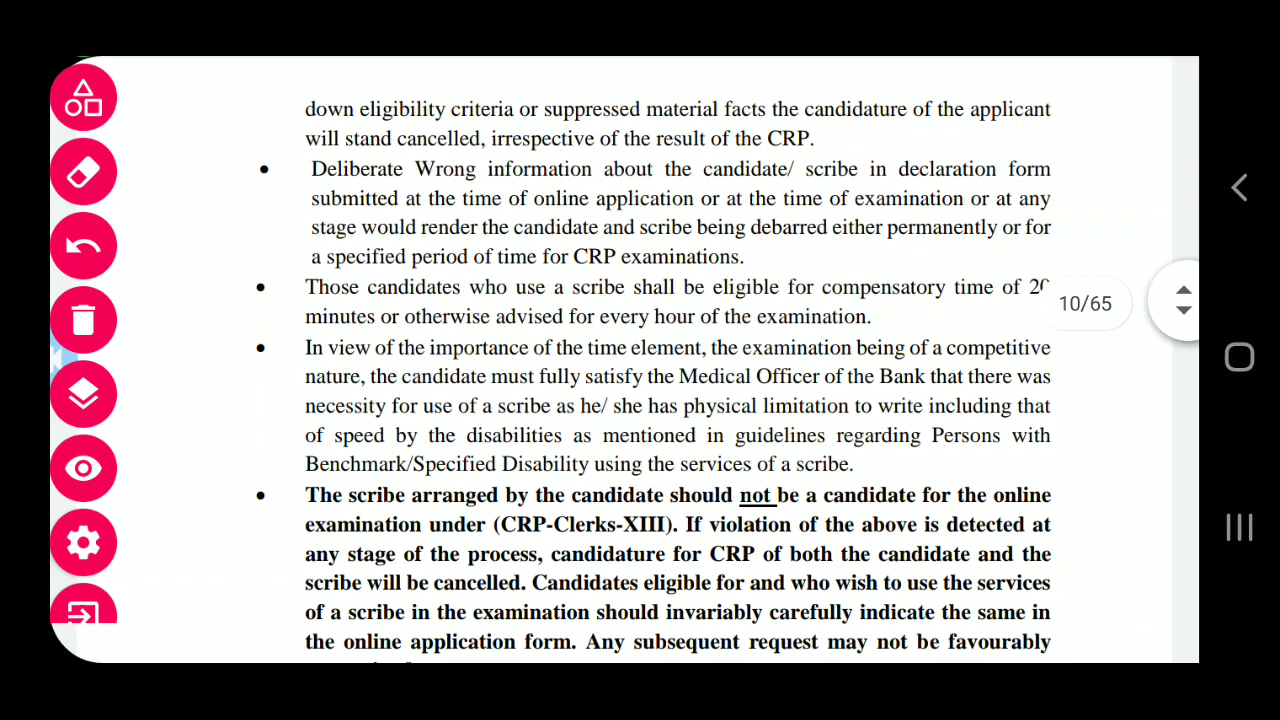 down eligibility criteria or suppressed material facts the candidature of the applicant
will stand cancelled, irrespective of the result of the CRP.
• Deliberate Wrong information about the candidate/ scribe in declaration form
submitted at the time of online application or at the time of examination or at any
stage would render the candidate and scribe being debarred either permanently or for
a specified period of time for CRP examinations.
• Those candidates who use a scribe shall be eligible for compensatory time of 20
minutes or otherwise advised for every hour of the examination.
10/65
• In view of the importance of the time element, the examination being of a competitive
nature, the candidate must fully satisfy the Medical Officer of the Bank that there was
necessity for use of a scribe as he/ she has physical limitation to write including that
of speed by the disabilities as mentioned in guidelines regarding Persons with
Benchmark/Specified Disability using the services of a scribe.
• The scribe arranged by the candidate should not be a candidate for the online
examination under (CRP-Clerks-XIII). If violation of the above is detected at
any stage of the process, candidature for CRP of both the candidate and the
scribe will be cancelled. Candidates eligible for and who wish to use the services
of a scribe in the examination should invariably carefully indicate the same in
the online application form. Any subsequent request may not be favourably